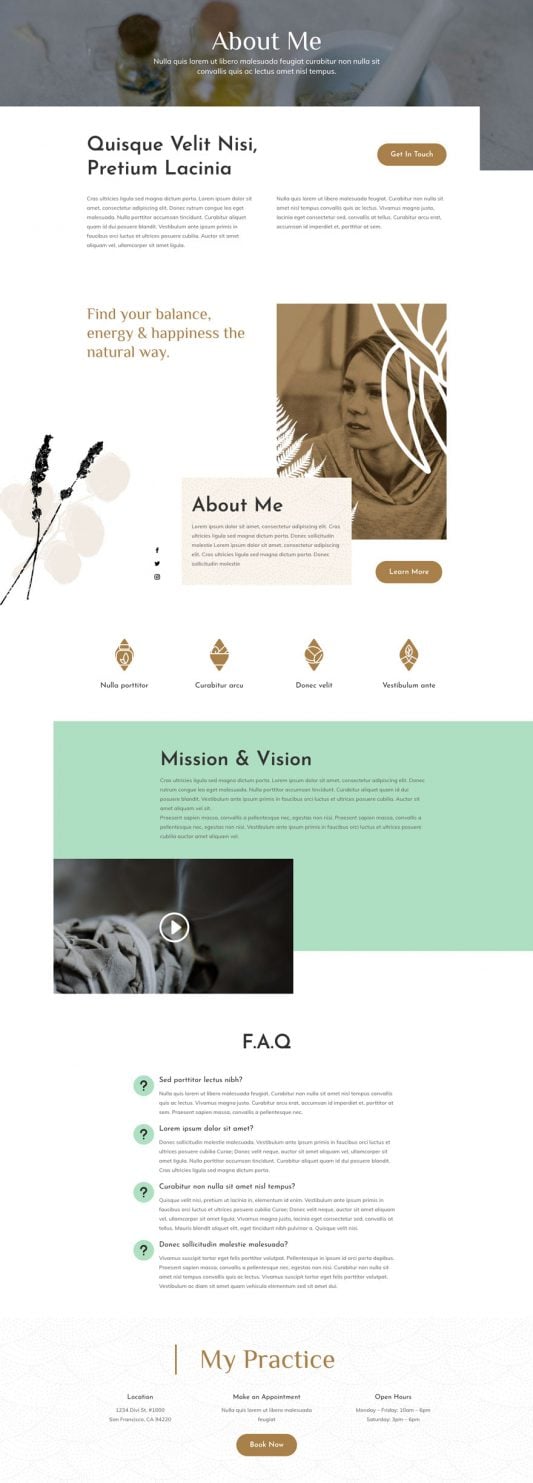 About Me
Nulla quis lorem ut libero malesuada feugiat curabitur non nulla sit
convallis quis ac lectus amet nisl tempus.
Quisque Velit Nisi,
Pretium Lacinia
Get In Touch
Cras ultricies ligula sed magna dictum porta. Lorem ipsum dolor sit
amet, consectetur adipiscing elit. Donec rutrum congue leo eget
malesuada. Nulla porttitor accumsan tincidunt. Curabitur aliquet
quam id dui posuere blandit. Vestibulum ante ipsum primis in
faucibus orci luctus et ultrices posuere cubilia. Auctor sit amet
aliquam vel, ullamcorper sit amet ligula.
Nulla quis lorem ut libero malesuada feugiat. Curabitur non nulla sit
amet nisl tempus convallis quis ac lectus. Vivamus magna justo,
lacinia eget consectetur sed, convallis at tellus. Curabitur arcu erat,
accumsan id imperdiet et, porttitor at sem.
Find your balance,
energy & happiness the
natural way.
About Me
Lorem ipsum dolor sit amet, consectetur adipiscing elit. Cras
ultricies ligula sed magna dictum porta. Donec sollicitudin
molestie Lorem ipsum dolor sit amet, consectetur adipiscing
elit. Cras ultricies ligula sed magna dictum porta. Donec
sollicitudin molestie
Learn More
Nulla porttitor
Curabitur arcu
Donec velit
Vestibulum ante
Mission & Vision
Cras ultricies ligula sed magna dictum porta. Lorem ipsum dolor sit amet, consectetur adipiscing elit. Donec
rutrum congue leo eget malesuada. Nulla porttitor accumsan tincidunt. Curabitur aliquet quam id dui
posuere blandit. Vestibulum ante ipsum primis in faucibus orci luctus et ultrices posuere cubilia. Auctor sit
amet aliquam vel sit.
Praesent sapien massa, convallis a pellentesque nec, egestas non nisi. Praesent sapien massa, convallis a
pellentesque nec, egestas non nisi. Vestibulum ante ipsum primis in faucibus orci luctus et ultrices posuere
cubilia auctor amet aliquam vel.
F.A.Q
?
Sed porttitor lectus nibh?
Nulla quis lorem ut libero malesuada feugiat. Curabitur non nulla sit amet nisl tempus convallis
quis ac lectus. Vivamus magna justo. Curabitur arcu erat, accumsan id imperdiet et, porttitor at
sem. Praesent sapien massa, convallis a pellentesque nec.
?
Lorem ipsum dolor sit amet?
Donec sollicitudin molestie malesuada. Vestibulum ante ipsum primis in faucibus orci luctus et
ultrices posuere cubilia Curae; Donec velit neque, auctor sit amet aliquam vel, ullamcorper sit
amet ligula. Nulla porttitor accumsan tincidunt. Curabitur aliquet quam id dui posuere blandit.
Cras ultricies ligula sed magna dictum porta.
?
Curabitur non nulla sit amet nisl tempus?
Quisque velit nisi, pretium ut lacinia in, elementum id enim. Vestibulum ante ipsum primis in
faucibus orci luctus et ultrices posuere cubilia Curae; Donec velit neque, auctor sit amet aliquam
vel, ullamcorper sit amet ligula. Vivamus magna justo, lacinia eget consectetur sed, convallis at
tellus. Mauris blandit aliquet elit, eget tincidunt nibh pulvinar a. Quisque velit nisi.
?
Donec sollicitudin molestie malesuada?
Vivamus suscipit tortor eget felis porttitor volutpat. Pellentesque in ipsum id orci porta dapibus.
Praesent sapien massa, convallis a pellentesque nec, egestas non nisi. Curabitur non nulla sit
amet nisl tempus convallis quis ac lectus. Vivamus suscipit tortor eget felis porttitor volutpat.
Vestibulum ac diam sit amet quam vehicula elementum sed sit amet dui.
My Practice
Location
1234 Divi St. #1000
San Francisco, CA 94220
Make an Appointment
Nulla quis lorem ut libero malesuada
feugiat
Open Hours
Monday – Friday: 10am – 6pm
Saturday: 3pm – 6pm
Book Now